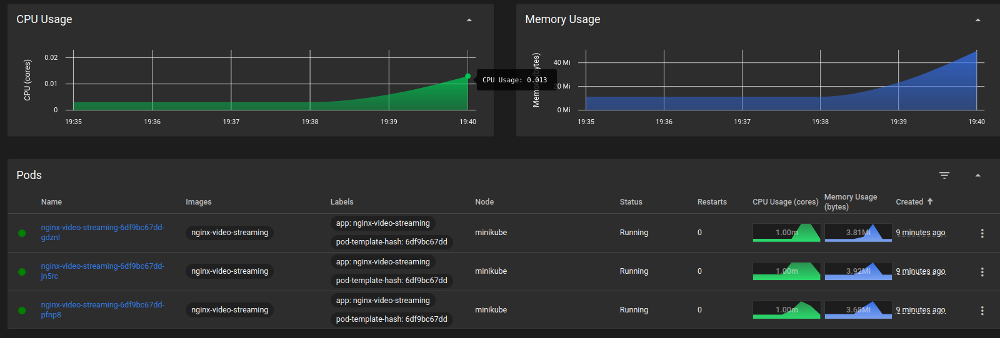 CPU Usage
CPU (cores)
0.02
0.01
0
19:35 19:36 19:37 19:38 19:39 19:40
CPU Usage: 0.013
Memory Usage
Memory (bytes)
40 Mi
20 Mi
0 Mi
19:35 19:36 19:37 19:38 19:39 19:40
Pods
Name Images Labels Node Status Restarts CPU Usage (cores) Memory Usage (bytes) Created
nginx-video-streaming-6df9bc67dd-
gdznl
nginx-video-streaming
app: nginx-video-streaming
pod-template-hash: 6df9bc67dd
minikube Running 0 1.00m 3.81Mi 9 minutes ago
nginx-video-streaming-6df9bc67dd-
jn5rc
nginx-video-streaming
app: nginx-video-streaming
pod-template-hash: 6df9bc67dd
minikube Running 0 1.00m 3.92Mi 9 minutes ago
nginx-video-streaming-6df9bc67dd-
pfnp8
nginx-video-streaming
app: nginx-video-streaming
pod-template-hash: 6df9bc67dd
minikube Running 0 1.00m 3.68Mi 9 minutes ago